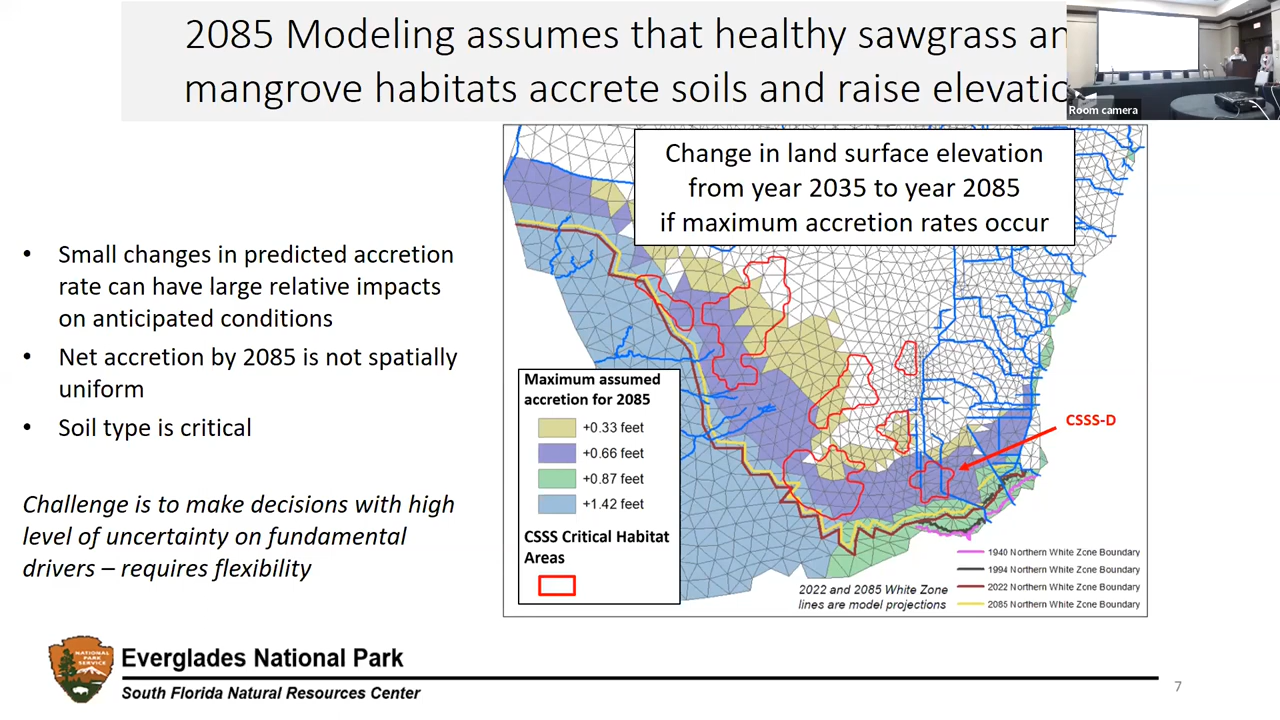 2085 Modeling assumes that healthy sawgrass
mangrove habitats accrete soils and raise
Room camera
Change in land surface elevation
from year 2035 to year 2085
if maximum accretion rates occur
• Small changes in predicted accretion
rate can have large relative impacts
on anticipated conditions
• Net accretion by 2085 is not spatially
uniform
• Soil type is critical
Challenge is to make decisions with high
level of uncertainty on fundamental
drivers – requires flexibility
Maximum assumed
accretion for 2085
+0.33 feet
+0.66 feet
+0.87 feet
+1.42 feet
CSSS Critical Habitat
Areas
CSSS-D
1940 Northern White Zone Boundary
1994 Northern White Zone Boundary
2022 Northern White Zone Boundary
2085 Northern White Zone Boundary
2022 and 2085 White Zone
lines are model projections
NATIONAL
PARK
SERVICE
Everglades National Park
South Florida Natural Resources Center
7